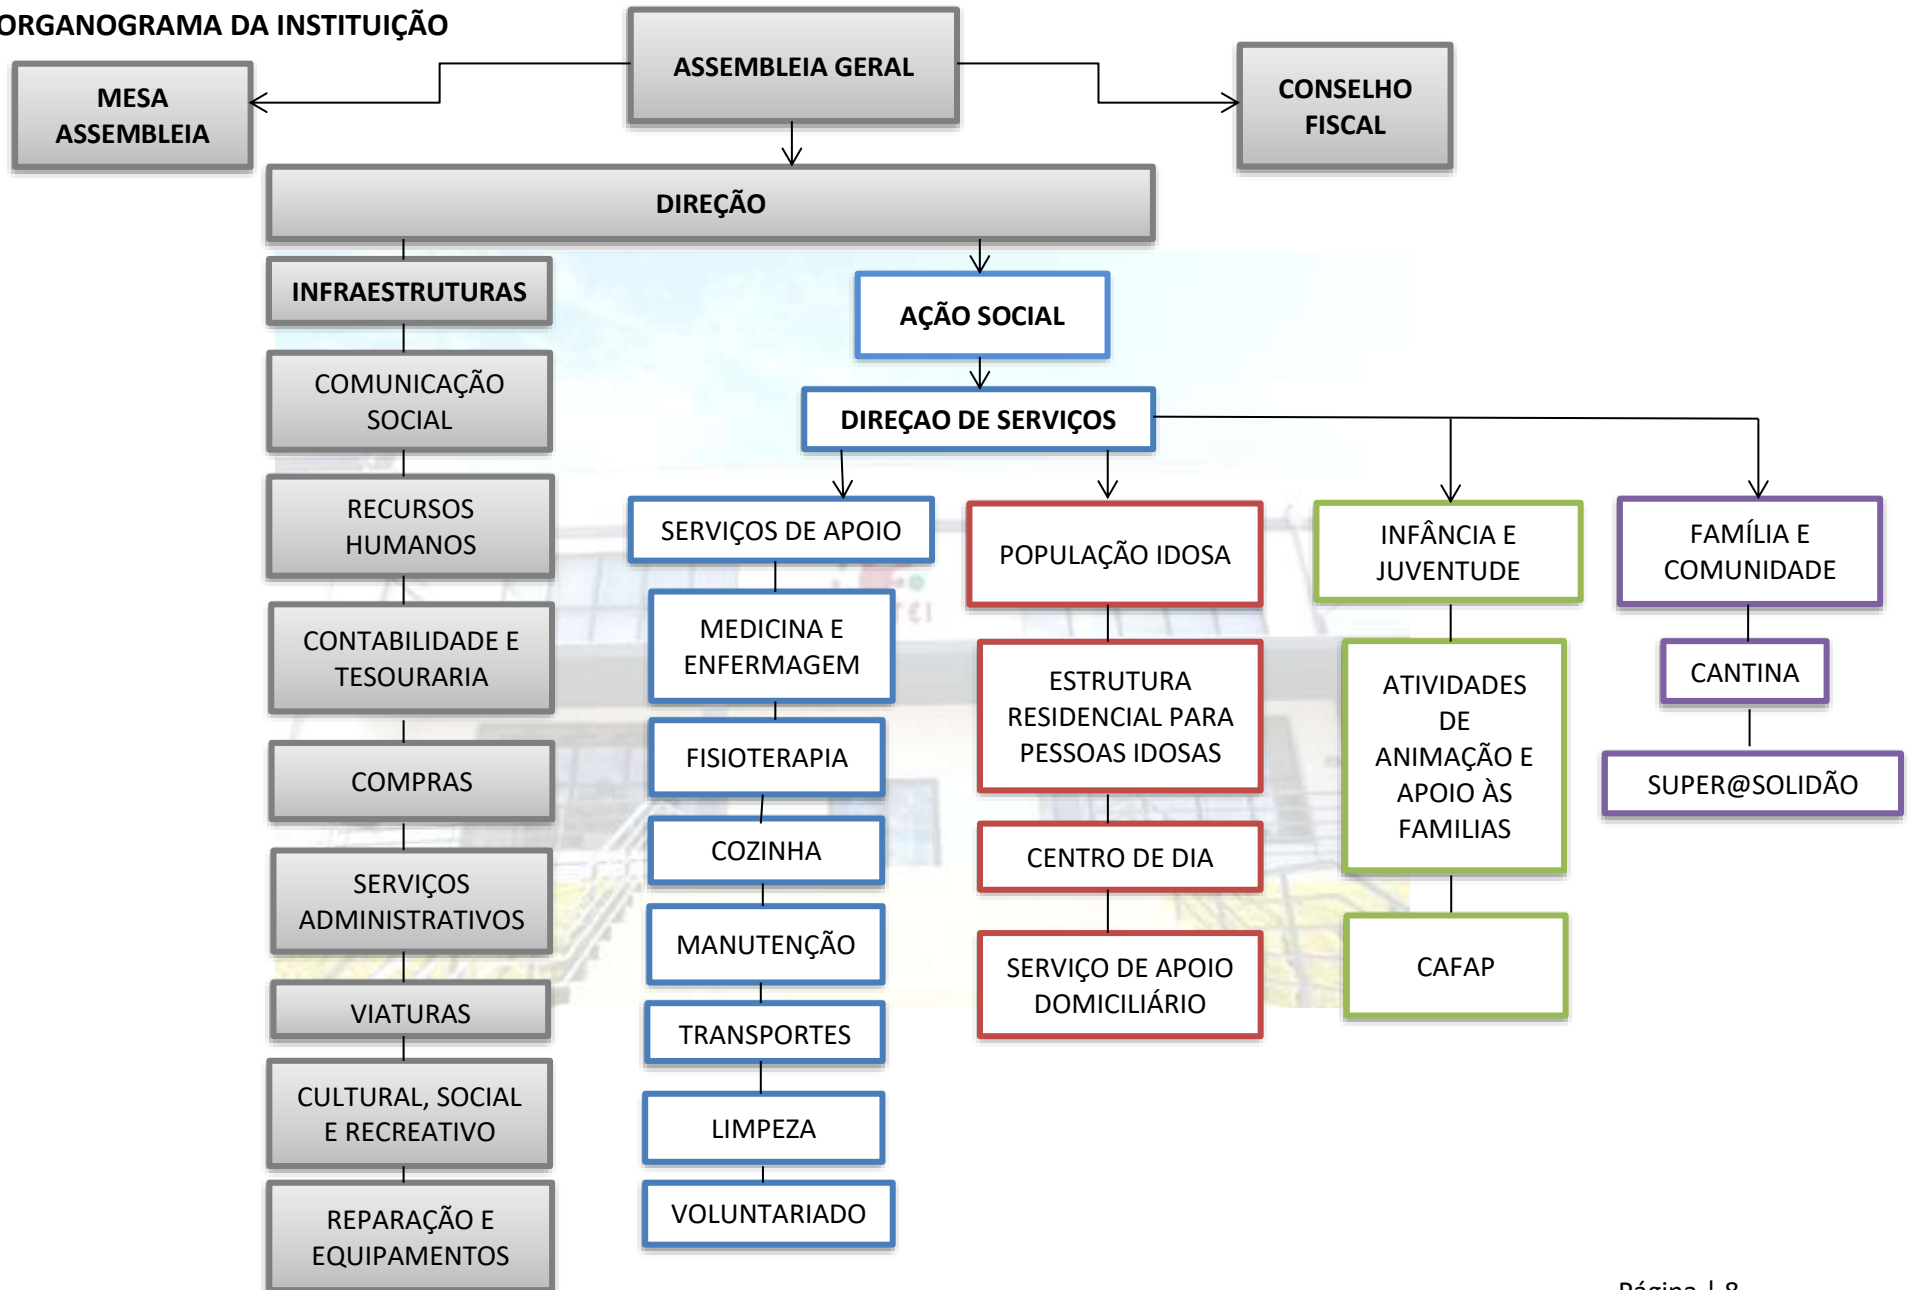 ORGANOGRAMA DA INSTITUIÇÃO
ASSEMBLEIA GERAL
MESA
ASSEMBLEIA
CONSELHO
FISCAL
DIREÇÃO
INFRAESTRUTURAS
COMUNICAÇÃO
SOCIAL
RECURSOS
HUMANOS
CONTABILIDADE E
TESOURARIA
COMPRAS
SERVIÇOS
ADMINISTRATIVOS
VIATURAS
CULTURAL, SOCIAL
E RECREATIVO
REPARAÇÃO E
EQUIPAMENTOS
AÇÃO SOCIAL
DIREÇAO DE SERVIÇOS
SERVIÇOS DE APOIO
MEDICINA E
ENFERMAGEM
FISIOTERAPIA
COZINHA
MANUTENÇÃO
TRANSPORTES
LIMPEZA
VOLUNTARIADO
POPULAÇÃO IDOSA
ESTRUTURA
RESIDENCIAL PARA
PESSOAS IDOSAS
CENTRO DE DIA
SERVIÇO DE APOIO
DOMICILIÁRIO
INFÂNCIA E
JUVENTUDE
ATIVIDADES
DE
ANIMAÇÃO E
APOIO ÀS
FAMILIAS
CAFAP
FAMÍLIA E
COMUNIDADE
CANTINA
SUPER@SOLIDÃO
Página | 8